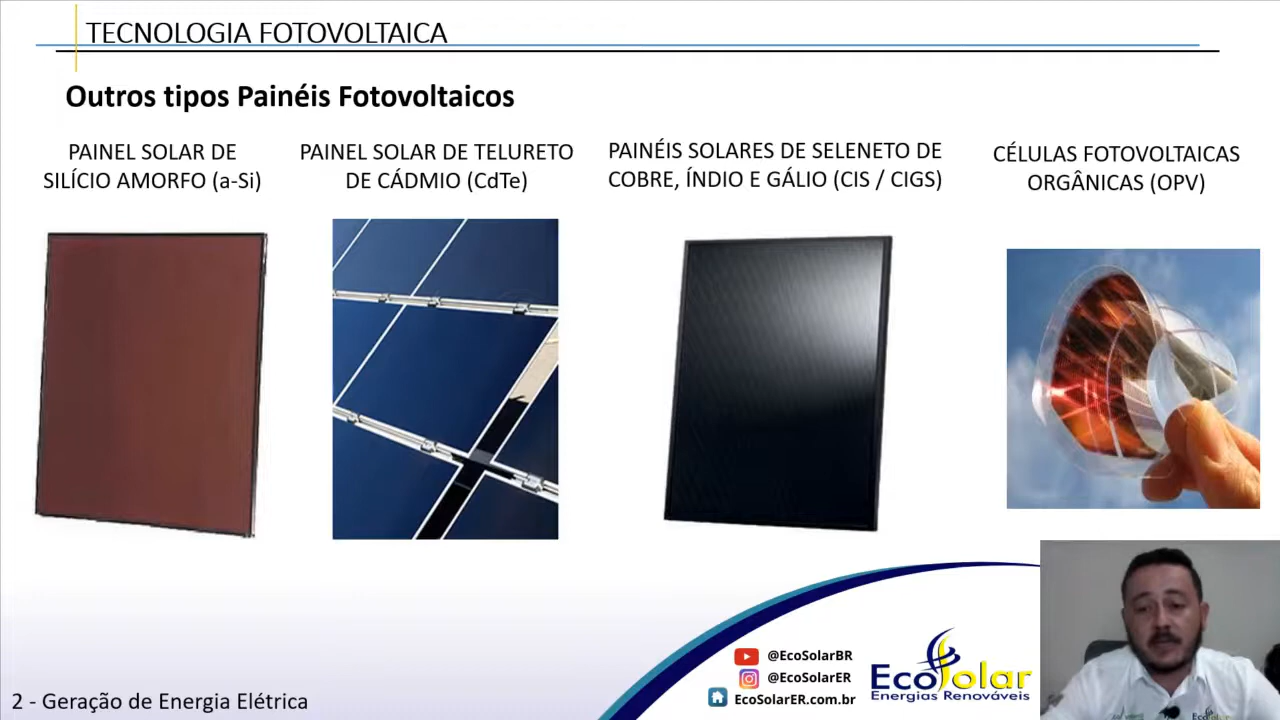 TECNOLOGIA FOTOVOLTAICA
Outros tipos Painéis Fotovoltaicos
PAINEL SOLAR DE
SILÍCIO AMORFO (a-Si)
PAINEL SOLAR DE TELURETO
DE CÁDMIO (CdTe)
PAINÉIS SOLARES DE SELENETO DE
COBRE, ÍNDIO E GÁLIO (CIS / CIGS)
CÉLULAS FOTOVOLTAICAS
ORGÂNICAS (OPV)
@EcoSolarBR
@EcoSolarER
EcoSolarER.com.br
EcoSolar
Energias Renováveis
2 - Geração de Energia Elétrica